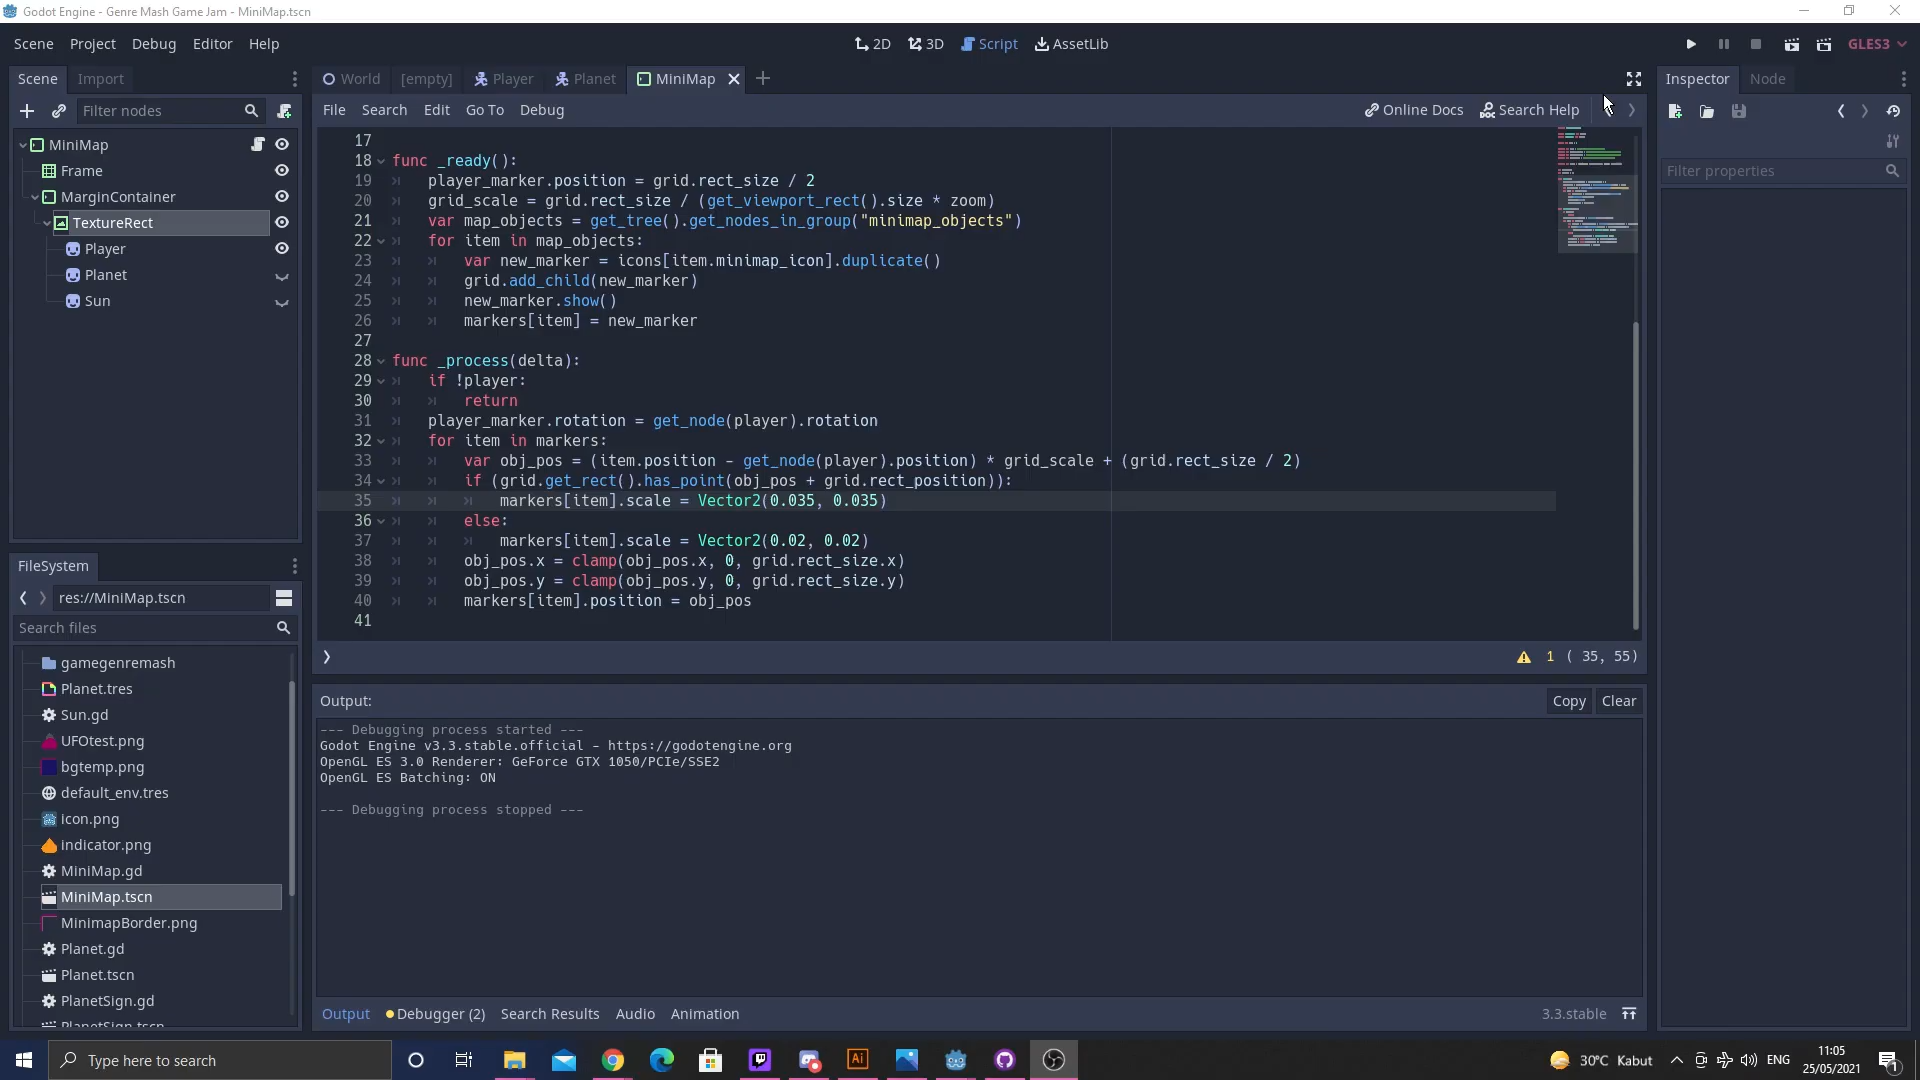 Godot Engine - Genre Mash Game Jam - MiniMap.tscn
Scene Project Debug Editor Help
2D 3D Script AssetLib
GLES3
Scene Import
World [empty] Player Planet MiniMap
Inspector Node
Filter nodes
File Search Edit Go To Debug
Online Docs Search Help
Filter properties
MiniMap
Frame
MarginContainer
TextureRect
Player
Planet
Sun
17
18 func _ready():
19 player_marker.position = grid.rect_size / 2
20 grid_scale = grid.rect_size / (get_viewport_rect().size * zoom)
21 var map_objects = get_tree().get_nodes_in_group("minimap_objects")
22 for item in map_objects:
23 var new_marker = icons[item.minimap_icon].duplicate()
24 grid.add_child(new_marker)
25 new_marker.show()
26 markers[item] = new_marker
27
28 func _process(delta):
29 if !player:
30 return
31 player_marker.rotation = get_node(player).rotation
32 for item in markers:
33 var obj_pos = (item.position - get_node(player).position) * grid_scale + (grid.rect_size / 2)
34 if (grid.get_rect().has_point(obj_pos + grid.rect_position)):
35 markers[item].scale = Vector2(0.035, 0.035)
36 else:
37 markers[item].scale = Vector2(0.02, 0.02)
38 obj_pos.x = clamp(obj_pos.x, 0, grid.rect_size.x)
39 obj_pos.y = clamp(obj_pos.y, 0, grid.rect_size.y)
40 markers[item].position = obj_pos
41
1 ( 35, 55)
FileSystem
res://MiniMap.tscn
Search files
gamegenremash
Planet.tres
Sun.gd
UFOtest.png
bgtemp.png
default_env.tres
icon.png
indicator.png
MiniMap.gd
MiniMap.tscn
MinimapBorder.png
Planet.gd
Planet.tscn
PlanetSign.gd
PlanetSign.tscn
Output:
Copy Clear
--- Debugging process started ---
Godot Engine v3.3.stable.official - https://godotengine.org
OpenGL ES 3.0 Renderer: GeForce GTX 1050/PCIe/SSE2
OpenGL ES Batching: ON
--- Debugging process stopped ---
Output Debugger (2) Search Results Audio Animation
3.3.stable
Type here to search
Ai
30°C Kabut
ENG
11:05
25/05/2021
1